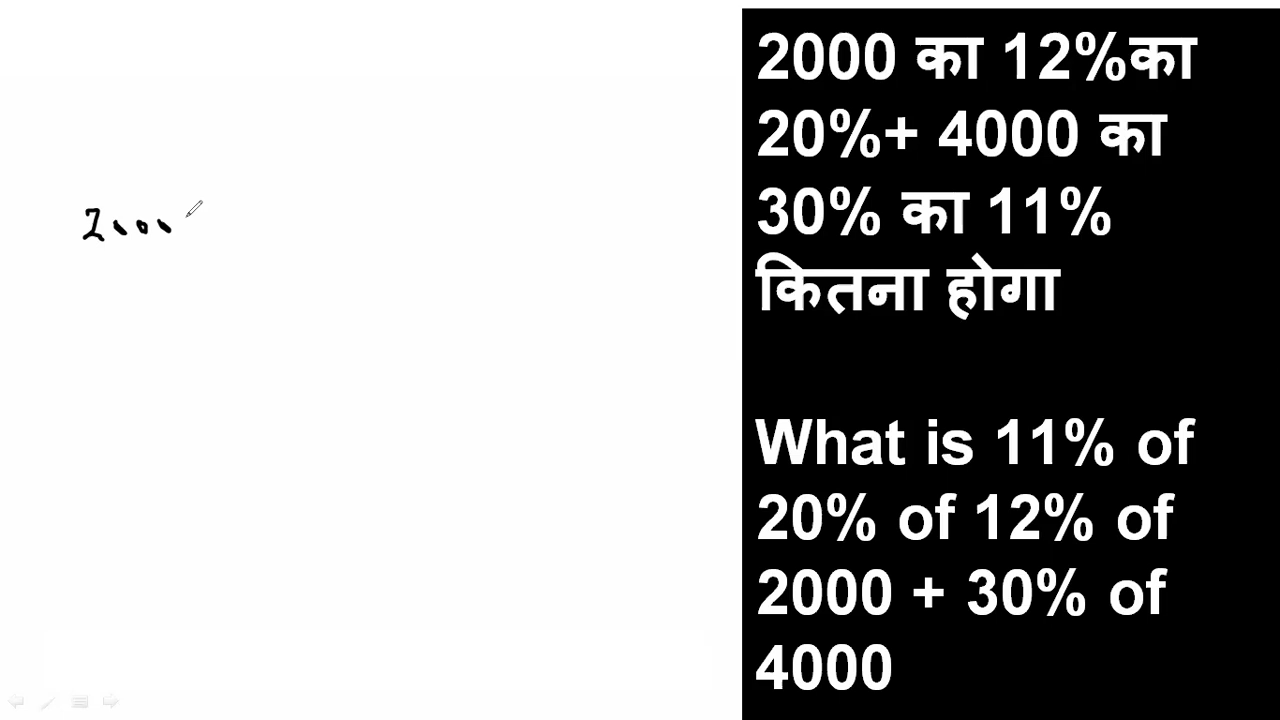 2000
2000 का 12%का
20%+ 4000 का
30% का 11%
कितना होगा
What is 11% of
20% of 12% of
2000 + 30% of
4000